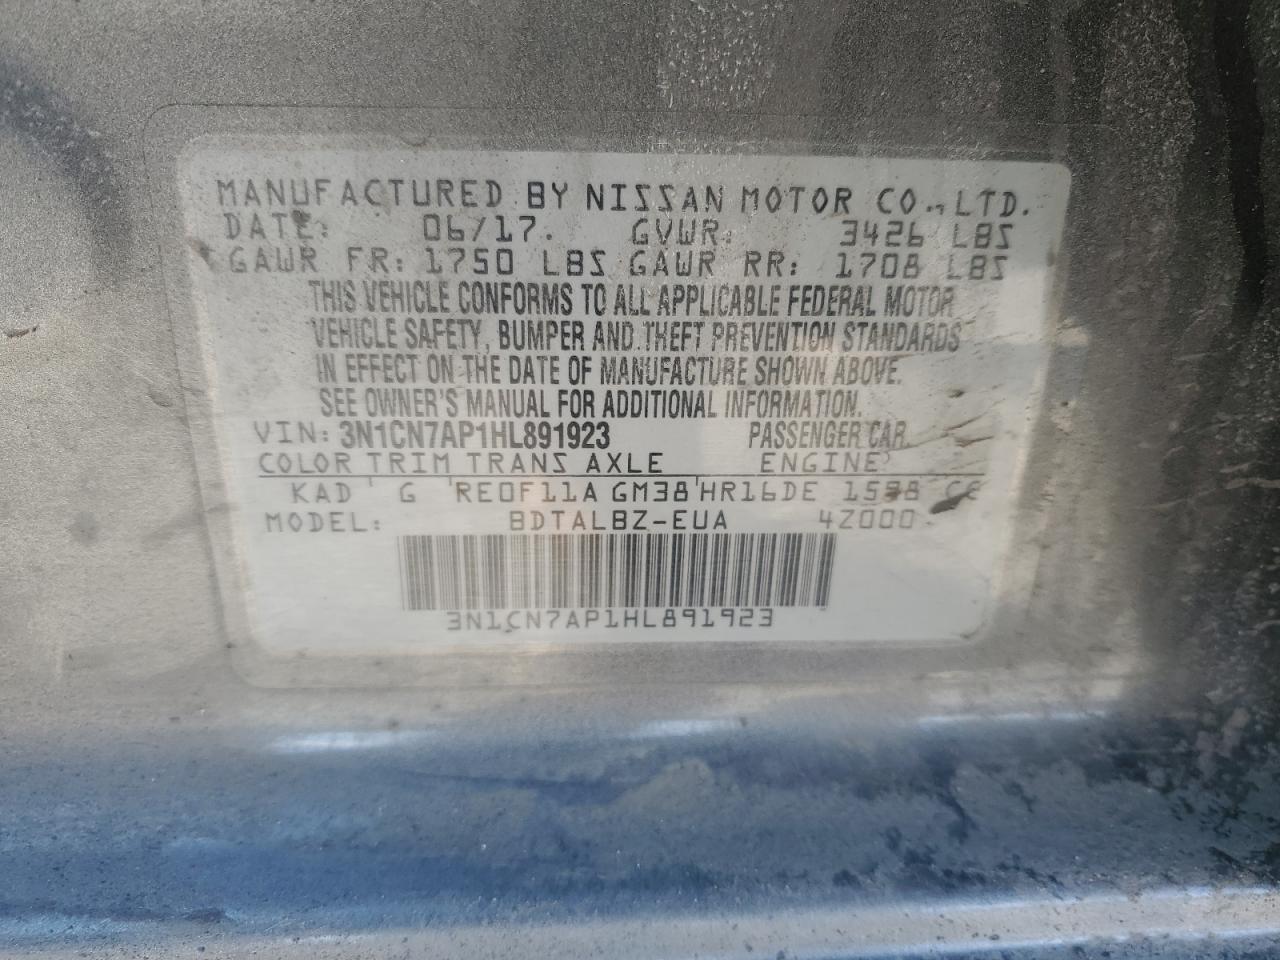 MANUFACTURED BY NISSAN MOTOR CO., LTD.
DATE: 06/17. GVWR: 3426 LBS
GAWR FR: 1750 LBS GAWR RR: 1708 LBS
THIS VEHICLE CONFORMS TO ALL APPLICABLE FEDERAL MOTOR
VEHICLE SAFETY, BUMPER AND THEFT PREVENTION STANDARDS
IN EFFECT ON THE DATE OF MANUFACTURE SHOWN ABOVE.
SEE OWNER'S MANUAL FOR ADDITIONAL INFORMATION.
VIN: 3N1CN7AP1HL891923 PASSENGER CAR
COLOR TRIM TRANS AXLE ENGINE
KAD G RE0F11A GM38 HR16DE 1598 CC
MODEL: BDTALBZ-EUA 4Z000
3N1CN7AP1HL891923